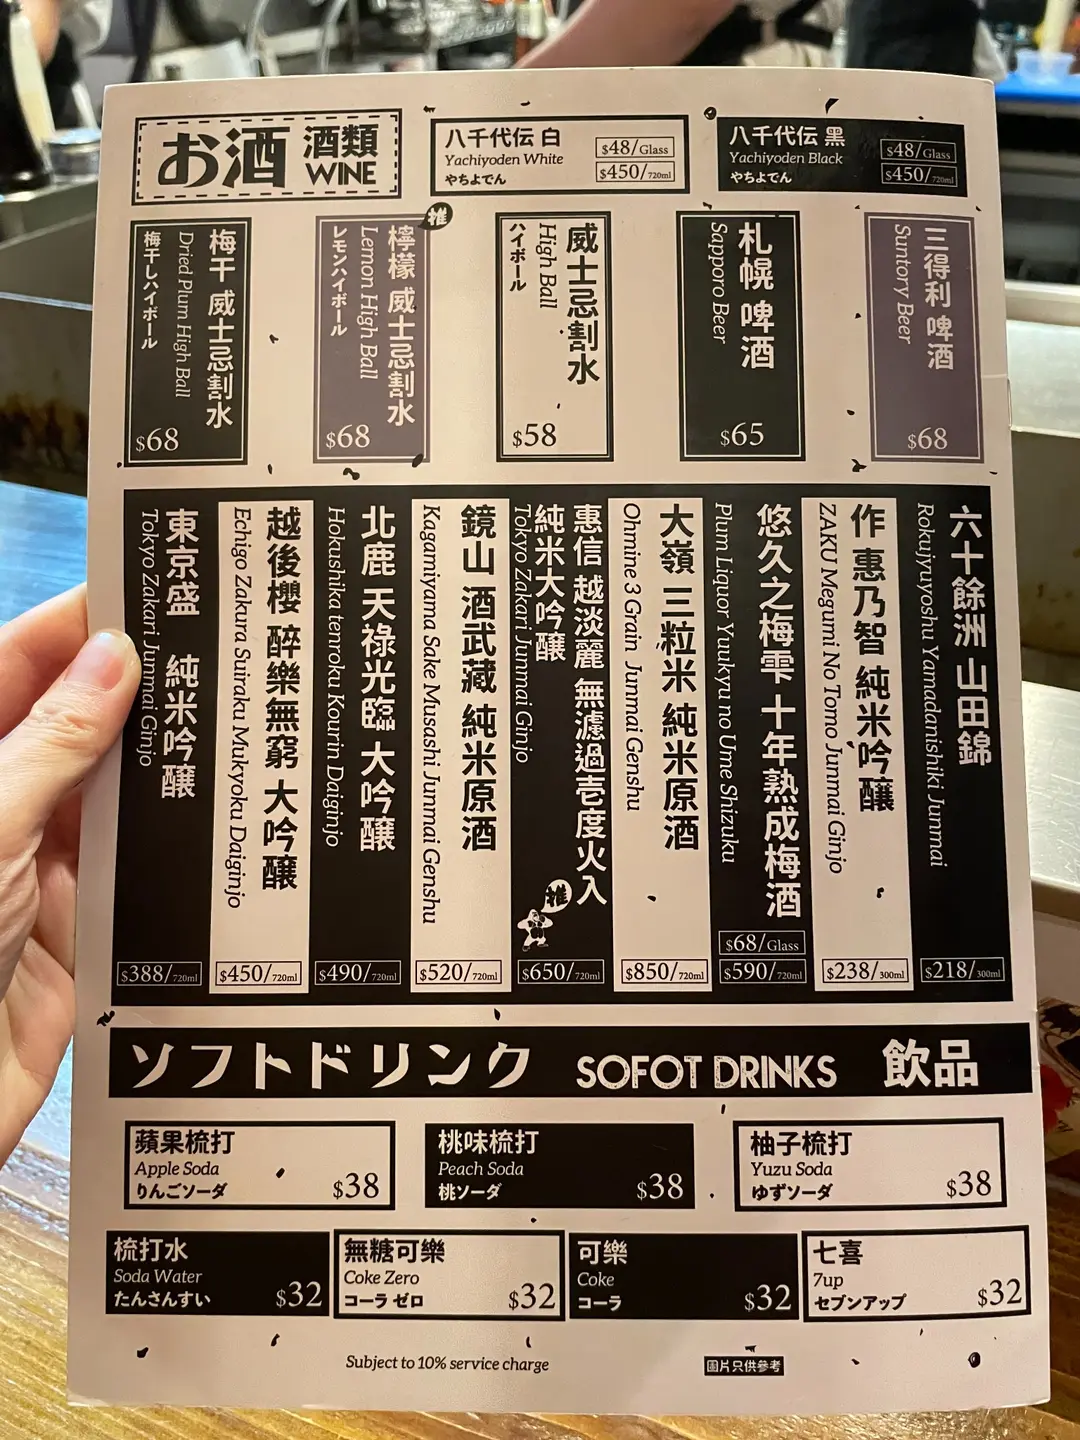 お酒 酒類
WINE
八千代伝 白
Yachiyoden White
やちよでん
$48/Glass
$450/720ml
八千代伝 黑
Yachiyoden Black
やちよでん
$48/Glass
$450/720ml
梅干 威士忌割水
Dried Plum High Ball
梅干しハイボール
$68
推
檸檬 威士忌割水
Lemon High Ball
レモンハイボール
$68
威士忌割水
High Ball
ハイボール
$58
札幌 啤酒
Sapporo Beer
$65
三得利 啤酒
Suntory Beer
$68
東京盛 純米吟醸
Tokyo Zakari Junmai Ginjo
$388/720ml
越後櫻 醉樂無窮 大吟醸
Echigo Zakura Suiraku Mukyoku Daiginjo
$450/720ml
北鹿 天祿光臨 大吟醸
Hokushika tenroku Kourin Daiginjo
$490/720ml
鏡山 酒武藏 純米原酒
Kagamiyama Sake Musashi Junmai Genshu
$520/720ml
惠信 越淡麗 無濾過壱度火入
純米大吟醸
Tokyo Zakari Junmai Ginjo
推
$650/720ml
大嶺 三粒米 純米原酒
Ohmine 3 Grain Junmai Genshu
$850/720ml
悠久之梅雫 十年熟成梅酒
Plum Liquor Yuukyu no Ume Shizuku
$68/Glass
$590/720ml
作 惠乃智 純米吟醸
ZAKU Megumi No Tomo Junmai Ginjo
$238/300ml
六十餘洲 山田錦
Rokujyuyoshu Yamadanishiki Junmai
$218/300ml
ソフトドリンク SOFOT DRINKS 飲品
蘋果梳打
Apple Soda
りんごソーダ
$38
桃味梳打
Peach Soda
桃ソーダ
$38
柚子梳打
Yuzu Soda
ゆずソーダ
$38
梳打水
Soda Water
たんさんすい
$32
無糖可樂
Coke Zero
コーラ ゼロ
$32
可樂
Coke
コーラ
$32
七喜
7up
セブンアップ
$32
Subject to 10% service charge
圖片只供參考